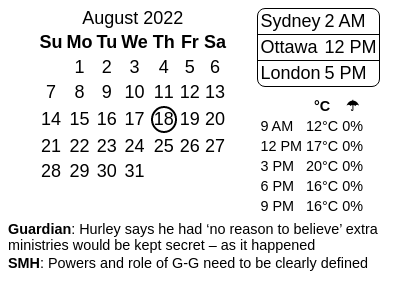 August 2022
Su Mo Tu We Th Fr Sa
1 2 3 4 5 6
7 8 9 10 11 12 13
14 15 16 17 18 19 20
21 22 23 24 25 26 27
28 29 30 31
Sydney 2 AM
Ottawa 12 PM
London 5 PM
°C ☂
9 AM 12°C 0%
12 PM 17°C 0%
3 PM 20°C 0%
6 PM 16°C 0%
9 PM 16°C 0%
Guardian: Hurley says he had ‘no reason to believe’ extra
ministries would be kept secret – as it happened
SMH: Powers and role of G-G need to be clearly defined